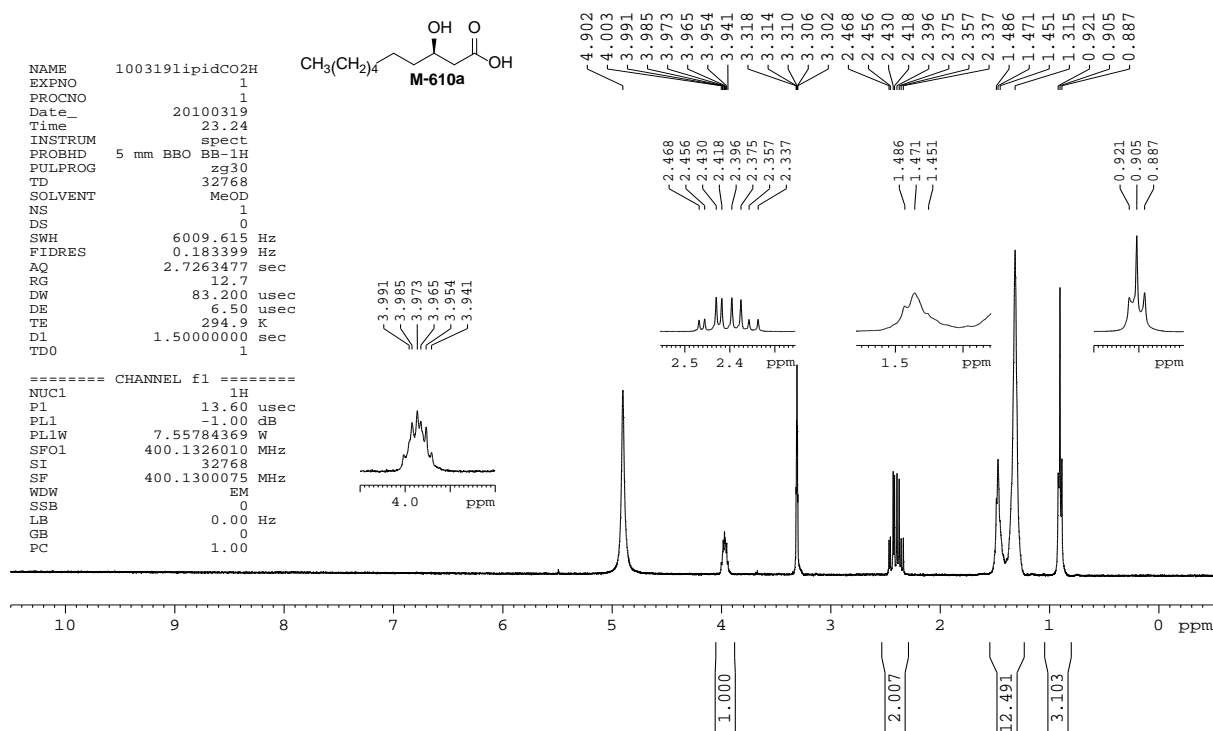 4.902
4.003
3.991
3.985
3.973
3.965
3.954
3.941
3.318
3.314
3.310
3.306
3.302
2.468
2.456
2.430
2.418
2.396
2.375
2.357
2.337
1.486
1.471
1.451
1.315
0.921
0.905
0.887
OH O
CH3(CH2)4 OH
M-610a
NAME 100319lipidCO2H
EXPNO 1
PROCNO 1
Date_ 20100319
Time 23.24
INSTRUM spect
PROBHD 5 mm BBO BB-1H
PULPROG zg30
TD 32768
SOLVENT MeOD
NS 1
DS 0
SWH 6009.615 Hz
FIDRES 0.183399 Hz
AQ 2.7263477 sec
RG 12.7
DW 83.200 usec
DE 6.50 usec
TE 294.9 K
D1 1.50000000 sec
TD0 1
======== CHANNEL f1 ========
NUC1 1H
P1 13.60 usec
PL1 -1.00 dB
PL1W 7.55784369 W
SFO1 400.1326010 MHz
SI 32768
SF 400.1300075 MHz
WDW EM
SSB 0
LB 0.00 Hz
GB 0
PC 1.00
3.991
3.985
3.973
3.965
3.954
3.941
4.0 ppm
2.468
2.456
2.430
2.418
2.396
2.375
2.357
2.337
2.5 2.4 ppm
1.486
1.471
1.451
1.5 ppm
0.921
0.905
0.887
ppm
10 9 8 7 6 5 4 3 2 1 0 ppm
1.000
2.007
12.491
3.103